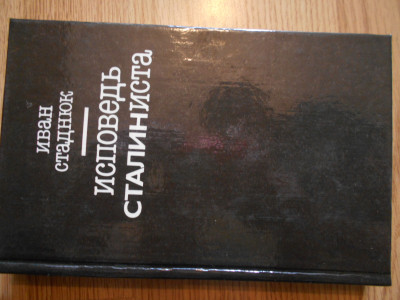 иван
стаднюк
исповедь
сталиниста